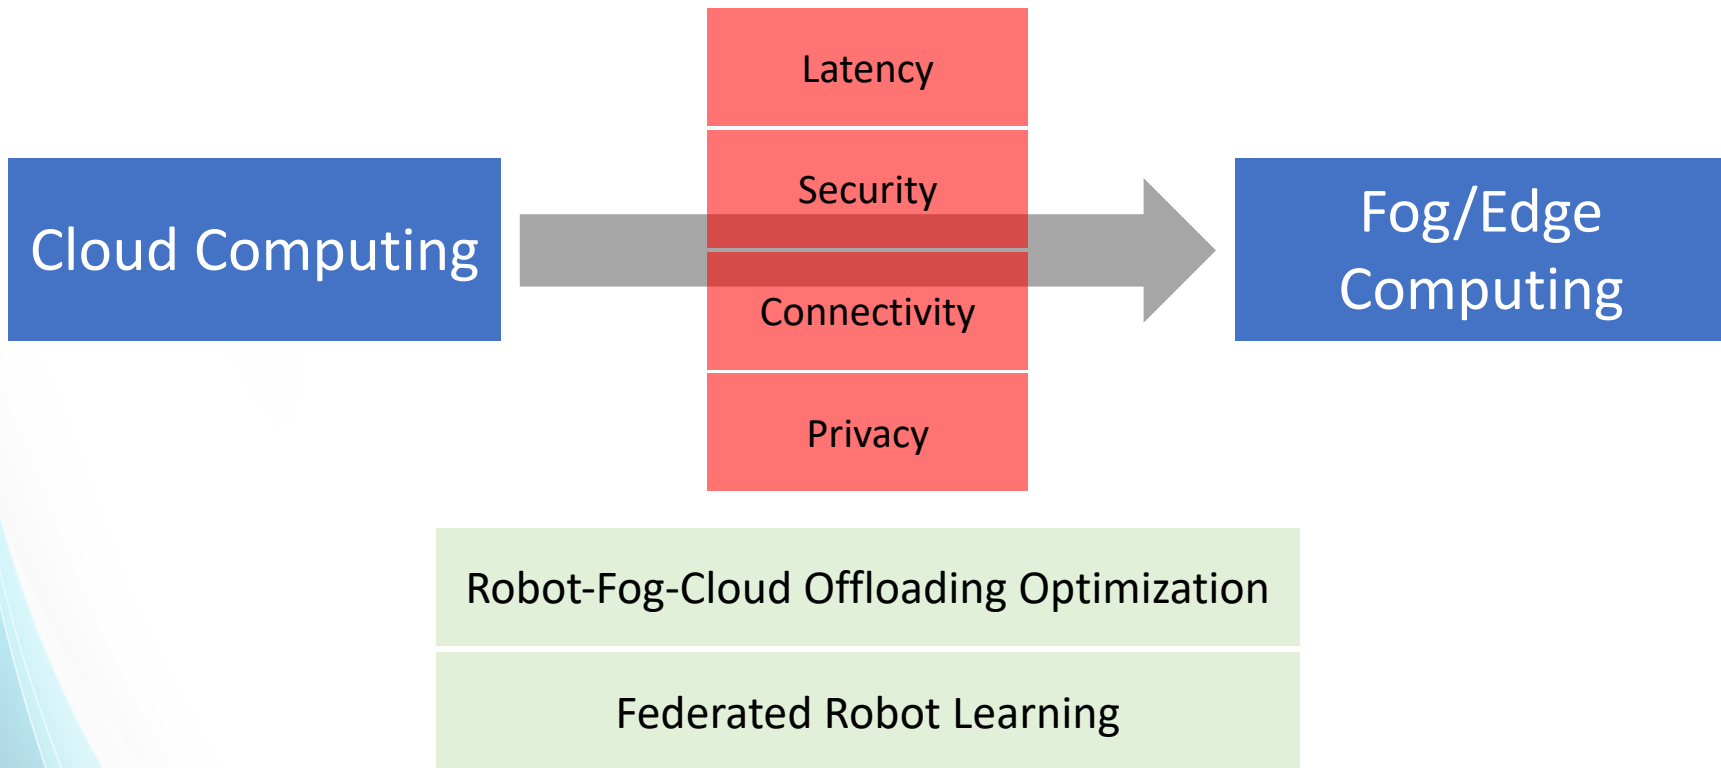 Latency
Security
Cloud Computing
Connectivity
Privacy
Fog/Edge
Computing
Robot-Fog-Cloud Offloading Optimization
Federated Robot Learning